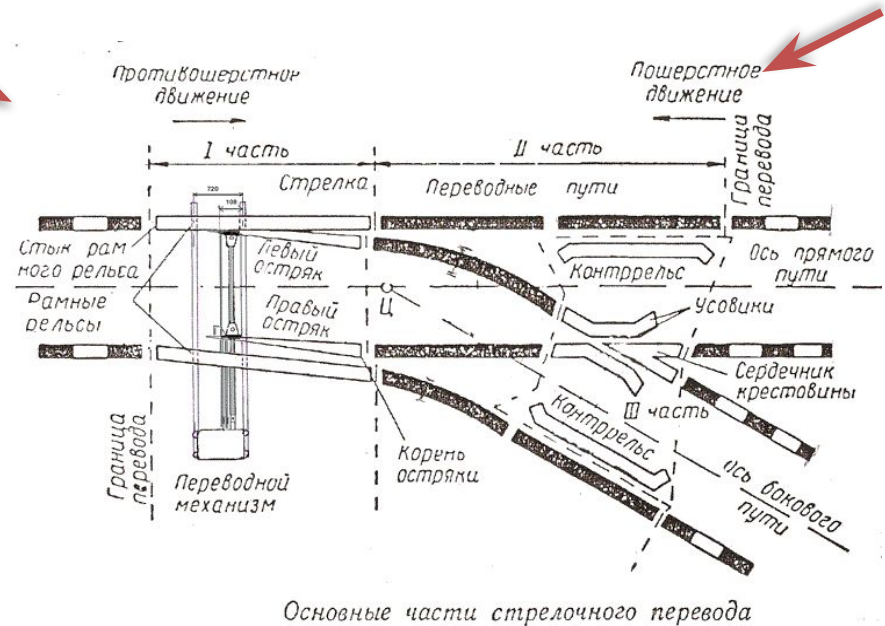 Противошерстное
движение
Пошерстное
движение
Граница
перевода
I часть
II часть
Стрелка
Переводные пути
720
108
Стык рам
ного рельса
Левый
остряк
Контррельс
Ось прямого
пути
Рамные
рельсы
Правый
остряк
Ц
Усовики
Сердечник
крестовины
III часть
Контррельс
Граница
перевода
Переводной
механизм
Корень
остряки
ось бокового
пути
Основные части стрелочного перевода